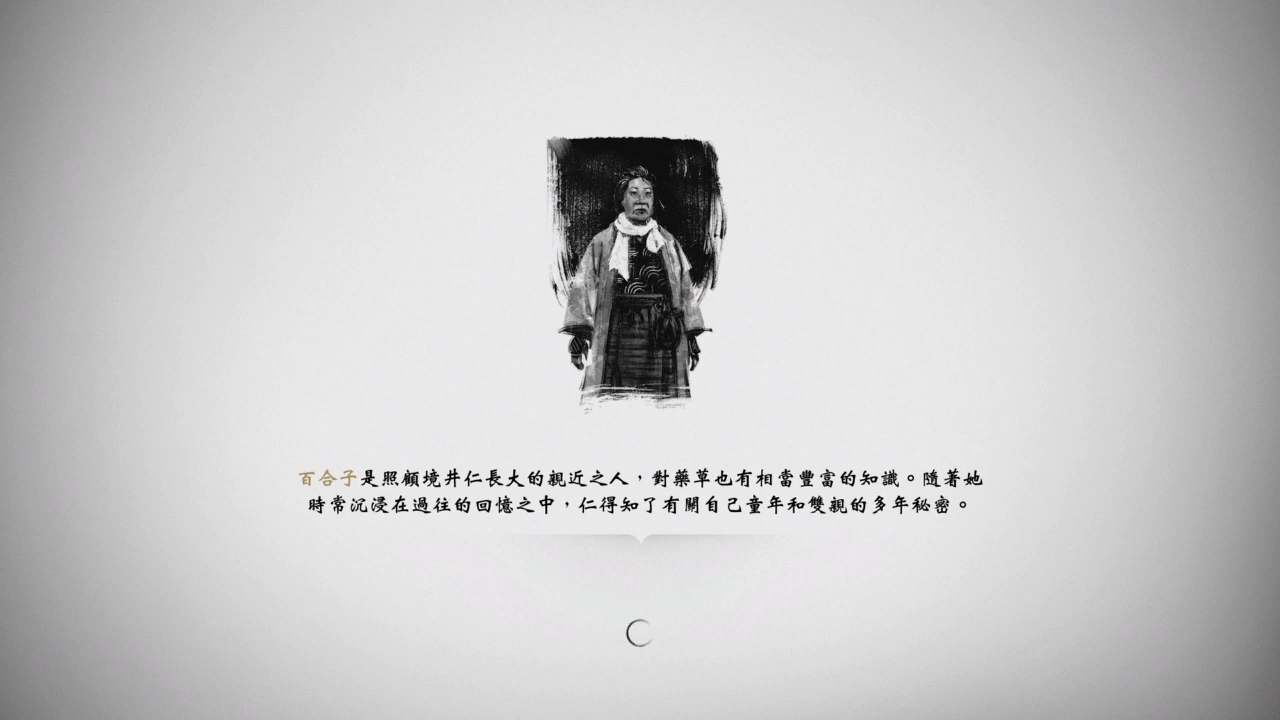 百合子是照顧境井仁長大的親近之人，對藥草也有相當豐富的知識。隨著她
時常沉浸在過往的回憶之中，仁得知了有關自己童年和雙親的多年秘密。